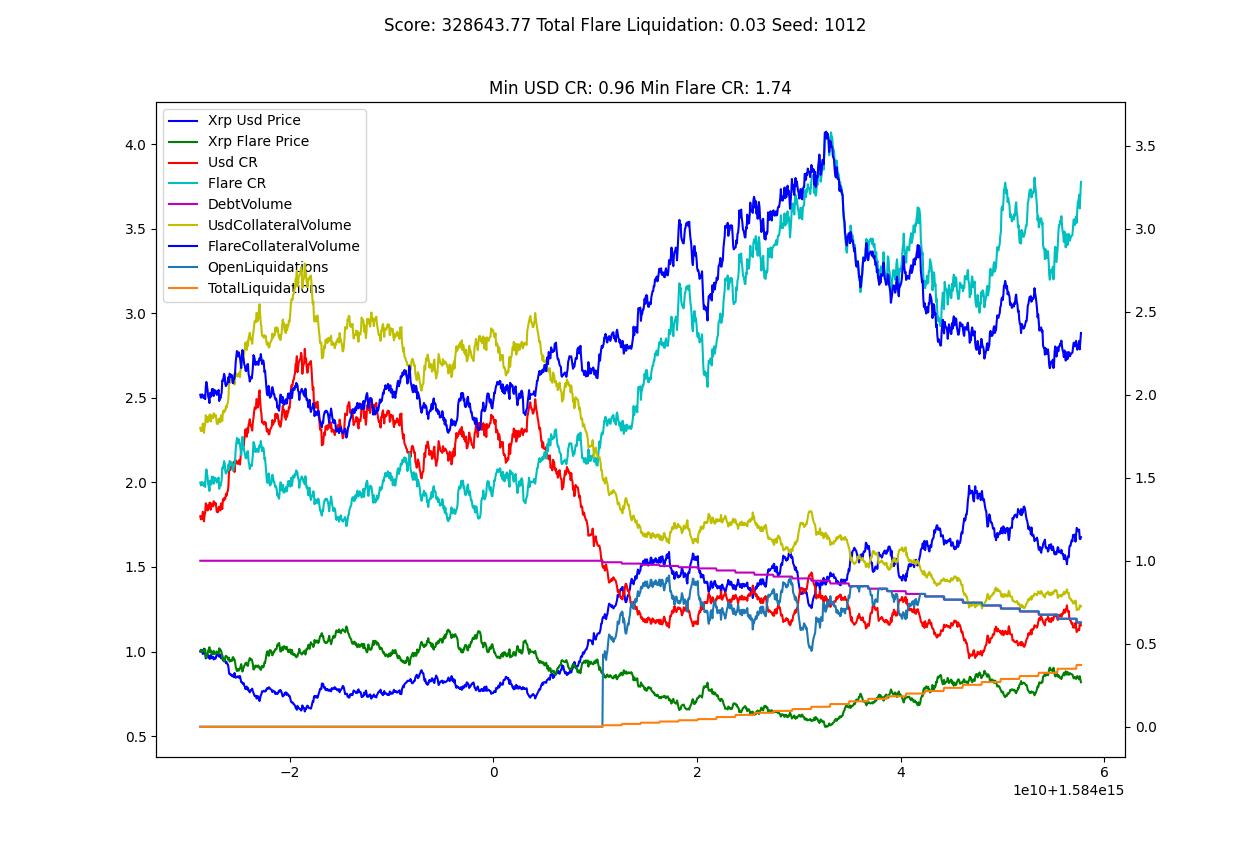 Score: 328643.77 Total Flare Liquidation: 0.03 Seed: 1012
Min USD CR: 0.96 Min Flare CR: 1.74
Xrp Usd Price
Xrp Flare Price
Usd CR
Flare CR
DebtVolume
UsdCollateralVolume
FlareCollateralVolume
OpenLiquidations
TotalLiquidations
4.0
3.5
3.0
2.5
2.0
1.5
1.0
0.5
3.5
3.0
2.5
2.0
1.5
1.0
0.5
0.0
−2 0 2 4 6
1e10+1.584e15